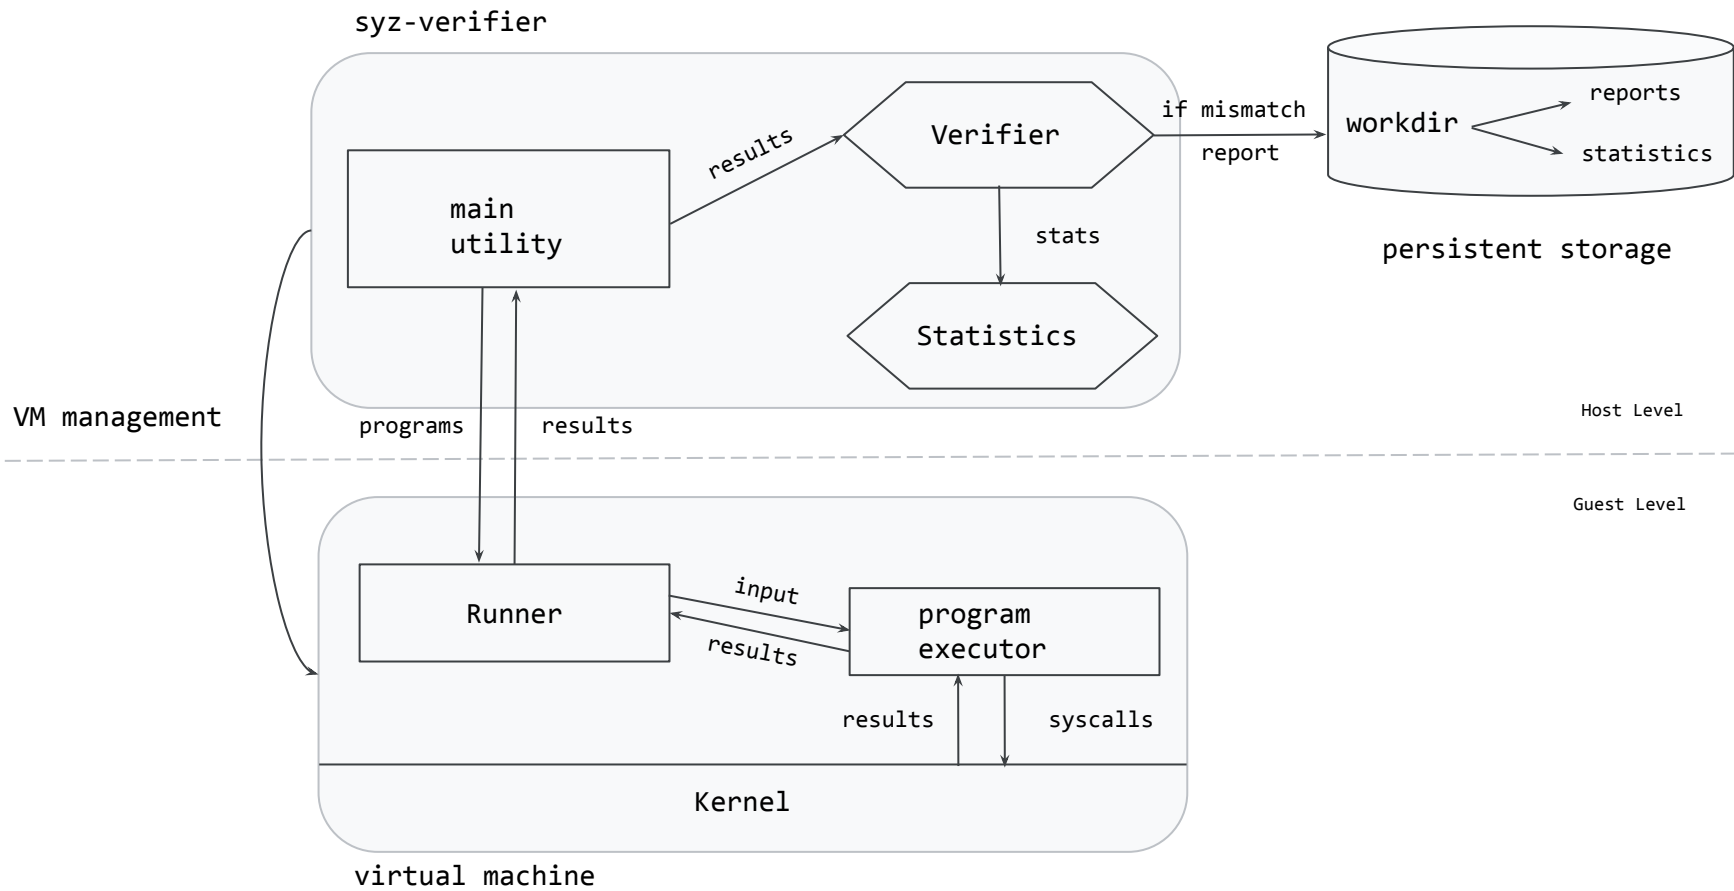 syz-verifier
if mismatch
report
workdir
reports
statistics
results
Verifier
main
utility
stats
persistent storage
Statistics
VM management
programs
results
Host Level
Guest Level
Runner
input
results
program
executor
results
syscalls
Kernel
virtual machine